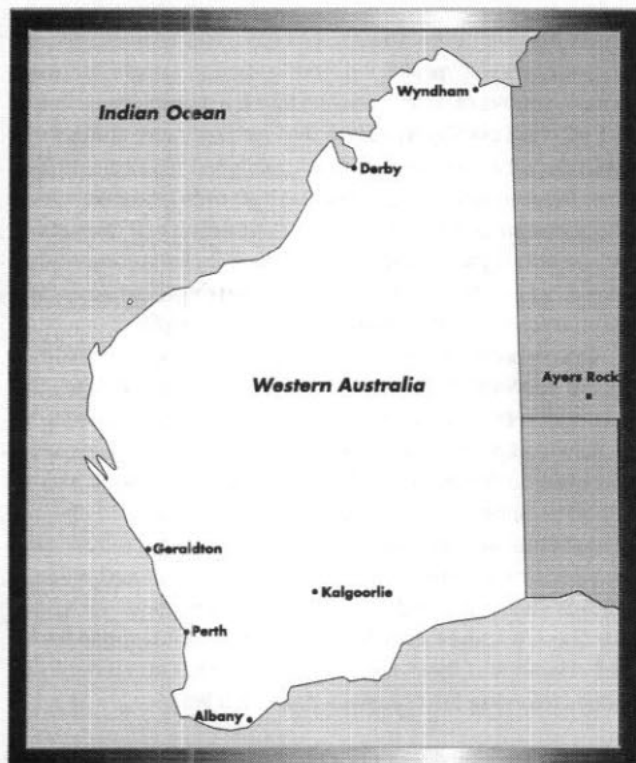 Wyndham
Indian Ocean
Derby
Western Australia
Ayers Rock
Geraldton
Kalgoorlie
Perth
Albany